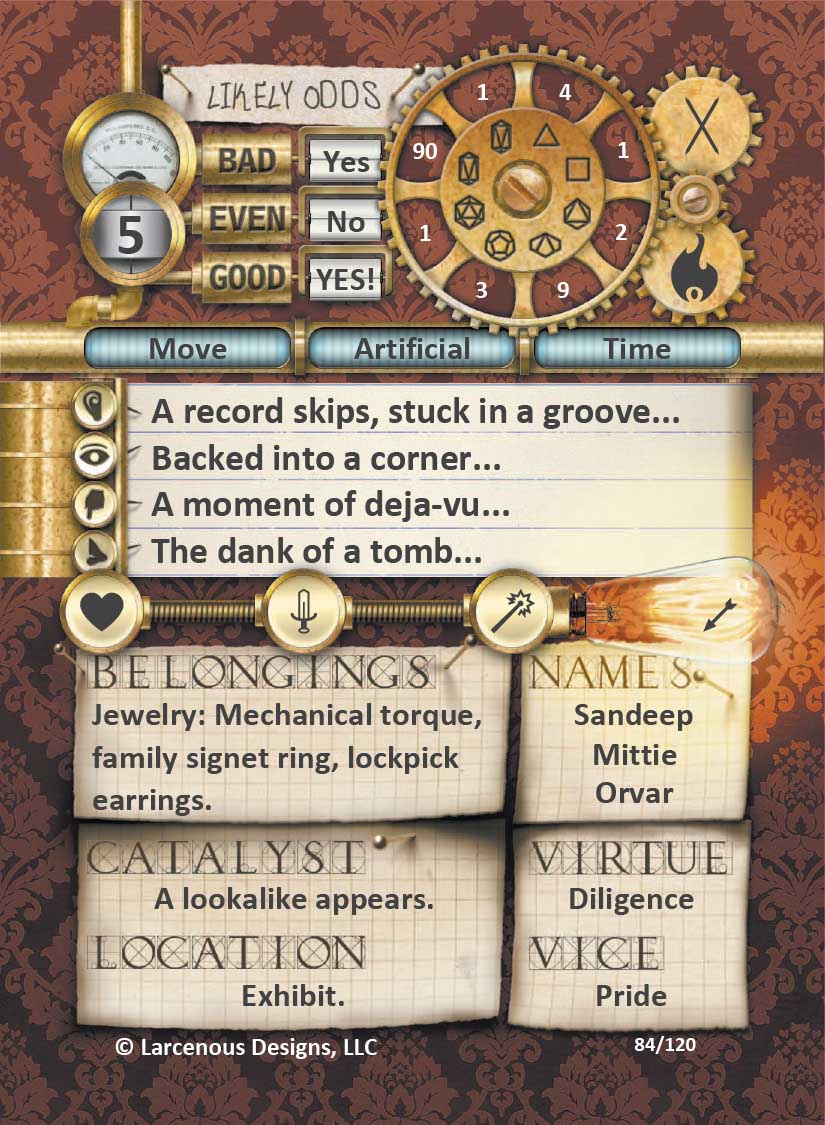 LIKELY ODDS
BAD Yes
EVEN No
GOOD YES!
5
1 4
90 1
1 2
3 9
Move Artificial Time
A record skips, stuck in a groove...
Backed into a corner...
A moment of deja-vu...
The dank of a tomb...
BELONGINGS
Jewelry: Mechanical torque,
family signet ring, lockpick
earrings.
NAMES
Sandeep
Mittie
Orvar
CATALYST
A lookalike appears.
LOCATION
Exhibit.
VIRTUE
Diligence
VICE
Pride
© Larcenous Designs, LLC 84/120